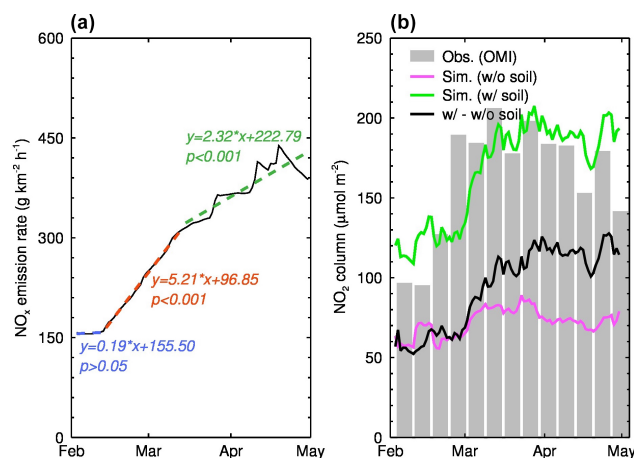 (a)
600
450
300
150
0
NOx emission rate (g km⁻² h⁻¹)
y=2.32*x+222.79
p<0.001
y=5.21*x+96.85
p<0.001
y=0.19*x+155.50
p>0.05
Feb Mar Apr May
(b)
250
200
150
100
50
0
NO₂ column (μmol m⁻²)
Obs. (OMI)
Sim. (w/o soil)
Sim. (w/ soil)
w/ - w/o soil
Feb Mar Apr May